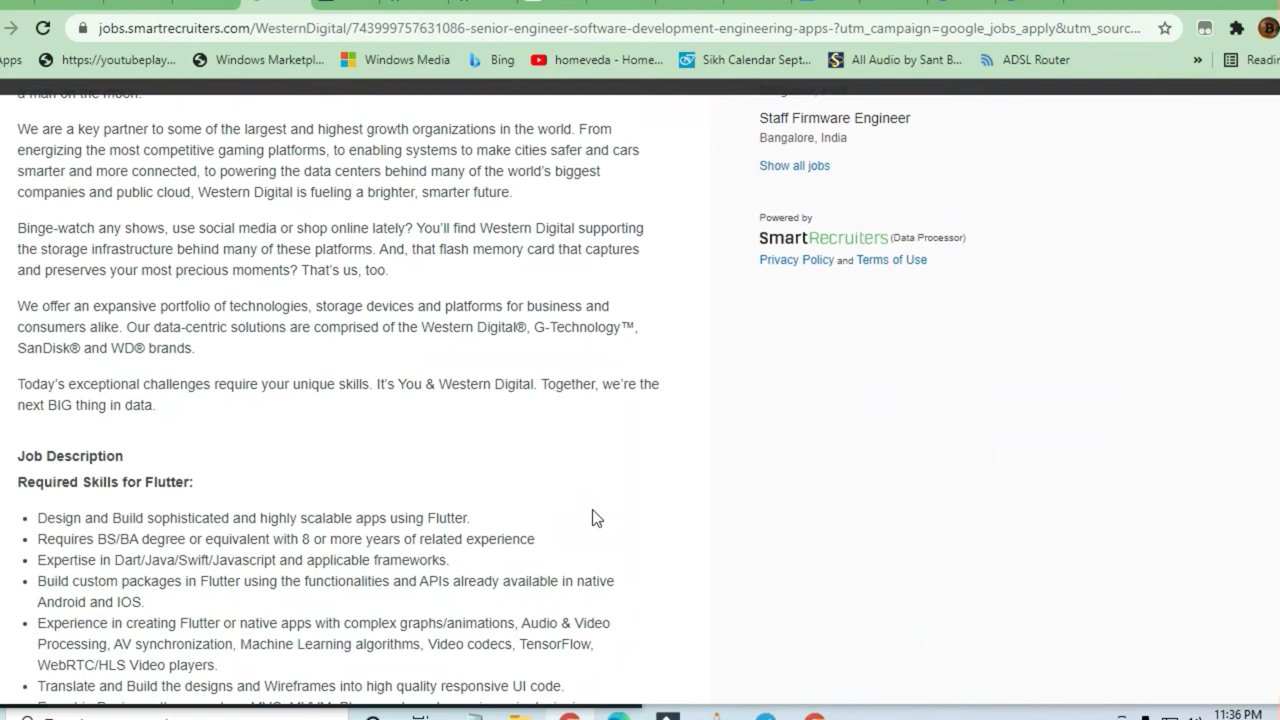 jobs.smartrecruiters.com/WesternDigital/743999757631086-senior-engineer-software-development-engineering-apps-?utm_campaign=google_jobs_apply&utm_sourc...
pps https://youtubeplay... Windows Marketpl... Windows Media Bing homeveda - Home... Sikh Calendar Sept... All Audio by Sant B... ADSL Router » Readi
a man on the moon.
We are a key partner to some of the largest and highest growth organizations in the world. From
energizing the most competitive gaming platforms, to enabling systems to make cities safer and cars
smarter and more connected, to powering the data centers behind many of the world's biggest
companies and public cloud, Western Digital is fueling a brighter, smarter future.
Binge-watch any shows, use social media or shop online lately? You'll find Western Digital supporting
the storage infrastructure behind many of these platforms. And, that flash memory card that captures
and preserves your most precious moments? That's us, too.
We offer an expansive portfolio of technologies, storage devices and platforms for business and
consumers alike. Our data-centric solutions are comprised of the Western Digital®, G-Technology™,
SanDisk® and WD® brands.
Today's exceptional challenges require your unique skills. It's You & Western Digital. Together, we're the
next BIG thing in data.
Job Description
Required Skills for Flutter:
• Design and Build sophisticated and highly scalable apps using Flutter.
• Requires BS/BA degree or equivalent with 8 or more years of related experience
• Expertise in Dart/Java/Swift/Javascript and applicable frameworks.
• Build custom packages in Flutter using the functionalities and APIs already available in native
Android and IOS.
• Experience in creating Flutter or native apps with complex graphs/animations, Audio & Video
Processing, AV synchronization, Machine Learning algorithms, Video codecs, TensorFlow,
WebRTC/HLS Video players.
• Translate and Build the designs and Wireframes into high quality responsive UI code.
Staff Firmware Engineer
Bangalore, India
Show all jobs
Powered by
SmartRecruiters (Data Processor)
Privacy Policy and Terms of Use
11:36 PM